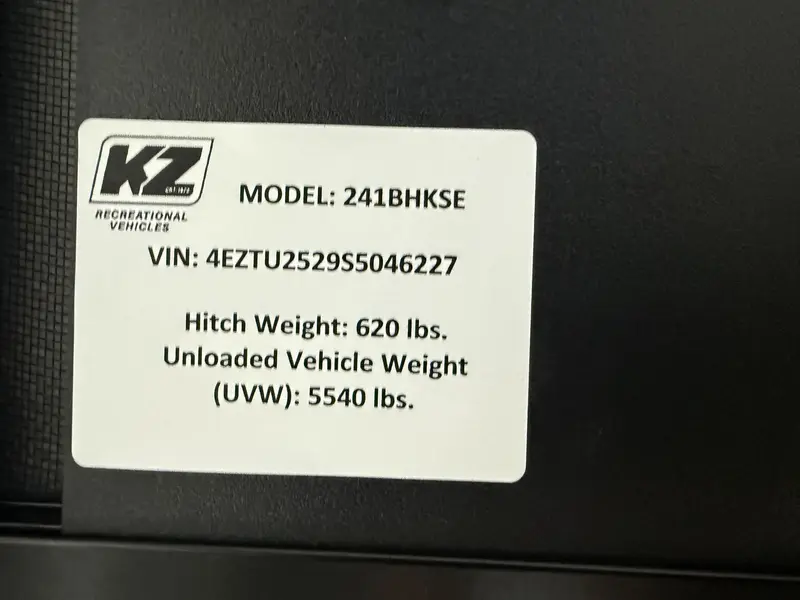 KZ
RECREATIONAL
VEHICLES
MODEL: 241BHKSE
VIN: 4EZTU2529S5046227
Hitch Weight: 620 lbs.
Unloaded Vehicle Weight
(UVW): 5540 lbs.